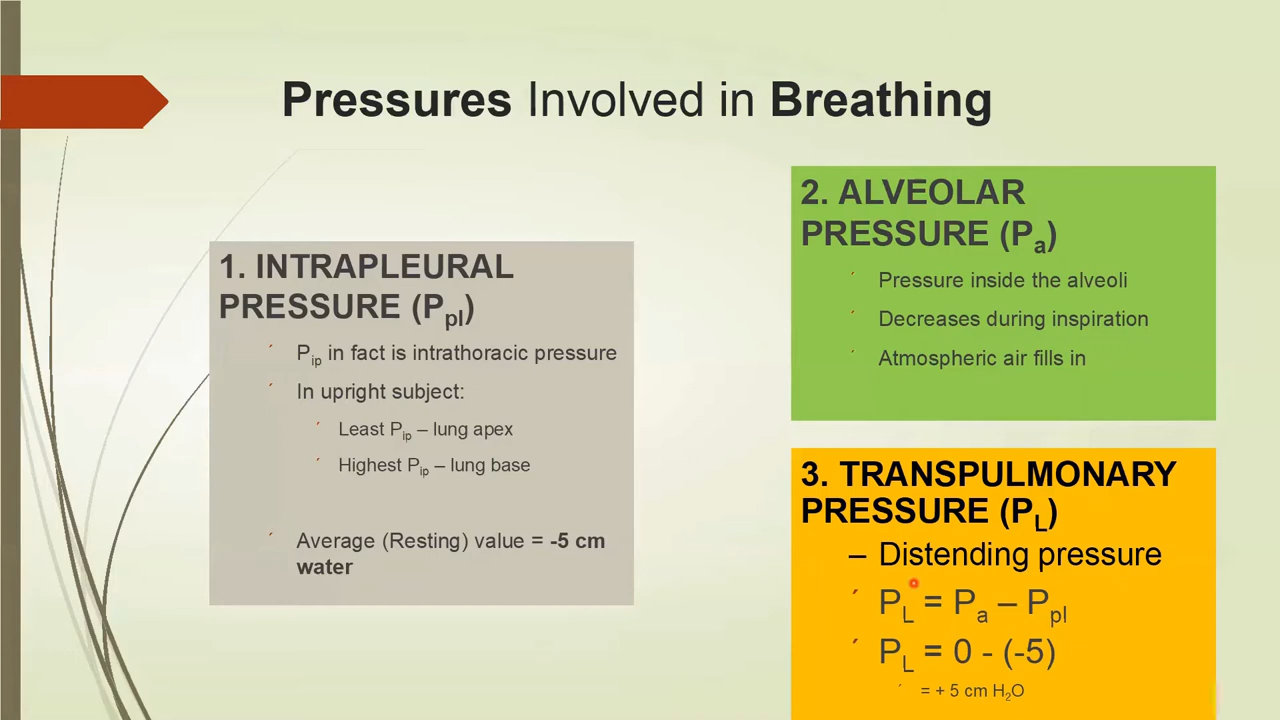 Pressures Involved in Breathing
1. INTRAPLEURAL
PRESSURE (Ppl)
Pip in fact is intrathoracic pressure
In upright subject:
Least Pip – lung apex
Highest Pip – lung base
Average (Resting) value = -5 cm
water
2. ALVEOLAR
PRESSURE (Pa)
Pressure inside the alveoli
Decreases during inspiration
Atmospheric air fills in
3. TRANSPULMONARY
PRESSURE (PL)
– Distending pressure
PL = Pa – Ppl
PL = 0 - (-5)
= + 5 cm H2O